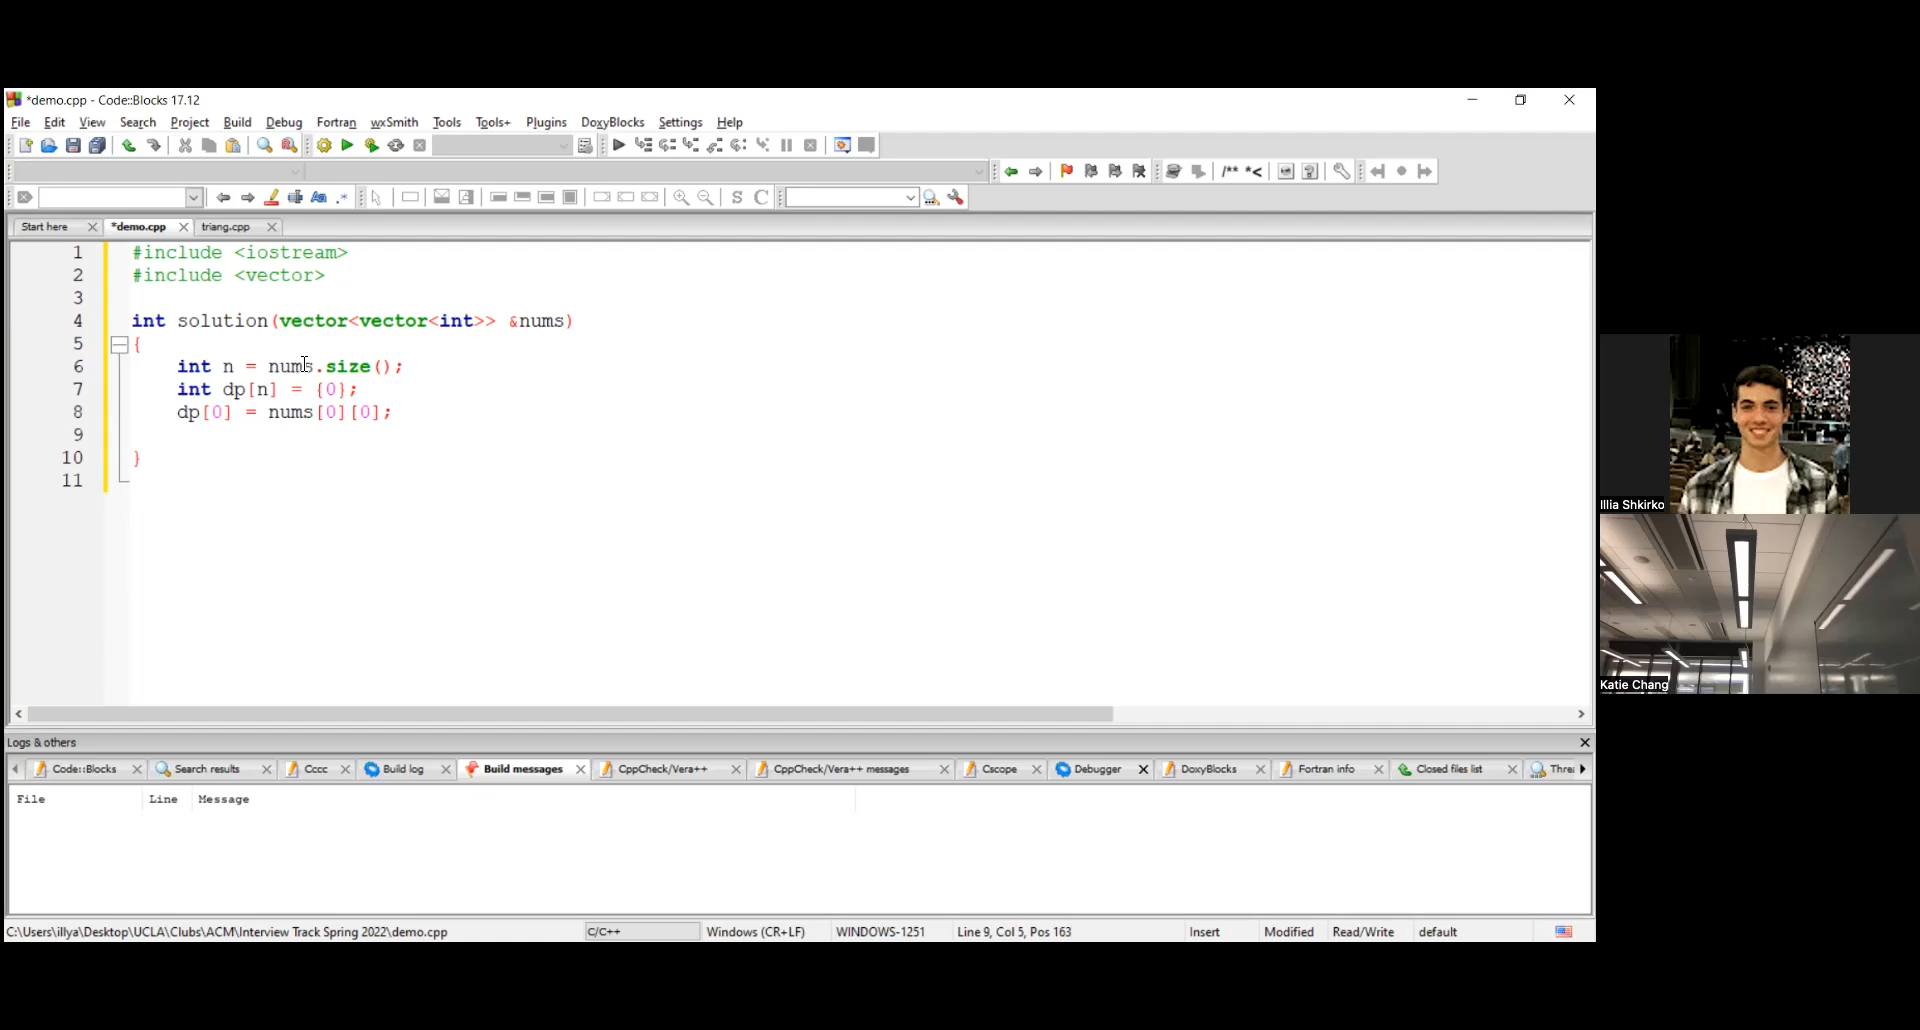 *demo.cpp - Code::Blocks 17.12
File Edit View Search Project Build Debug Fortran wxSmith Tools Tools+ Plugins DoxyBlocks Settings Help
/** *<
Aa .* S C
Start here *demo.cpp triang.cpp
1 #include <iostream>
2 #include <vector>
3
4 int solution(vector<vector<int>> &nums)
5 {
6 int n = nums.size();
7 int dp[n] = {0};
8 dp[0] = nums[0][0];
9
10 }
11
Illia Shkirko
Katie Chang
Logs & others
Code::Blocks Search results Cccc Build log Build messages CppCheck/Vera++ CppCheck/Vera++ messages Cscope Debugger DoxyBlocks Fortran info Closed files list Thre
File Line Message
C:\Users\illya\Desktop\UCLA\Clubs\ACM\Interview Track Spring 2022\demo.cpp C/C++ Windows (CR+LF) WINDOWS-1251 Line 9, Col 5, Pos 163 Insert Modified Read/Write default